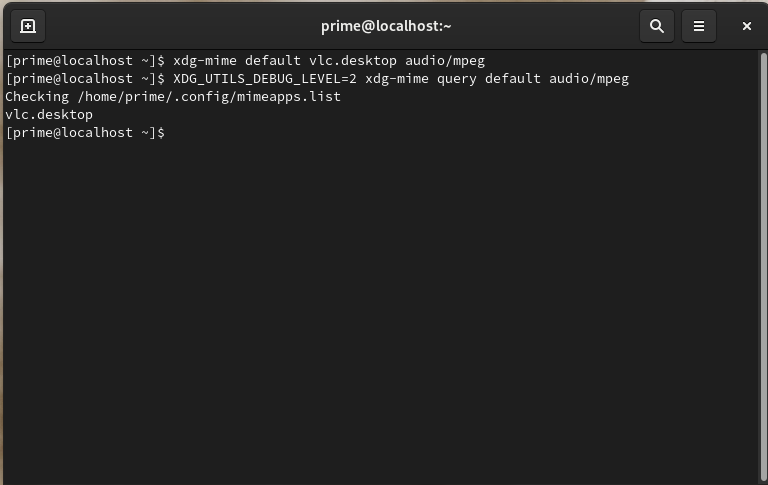 prime@localhost:~
[prime@localhost ~]$ xdg-mime default vlc.desktop audio/mpeg
[prime@localhost ~]$ XDG_UTILS_DEBUG_LEVEL=2 xdg-mime query default audio/mpeg
Checking /home/prime/.config/mimeapps.list
vlc.desktop
[prime@localhost ~]$